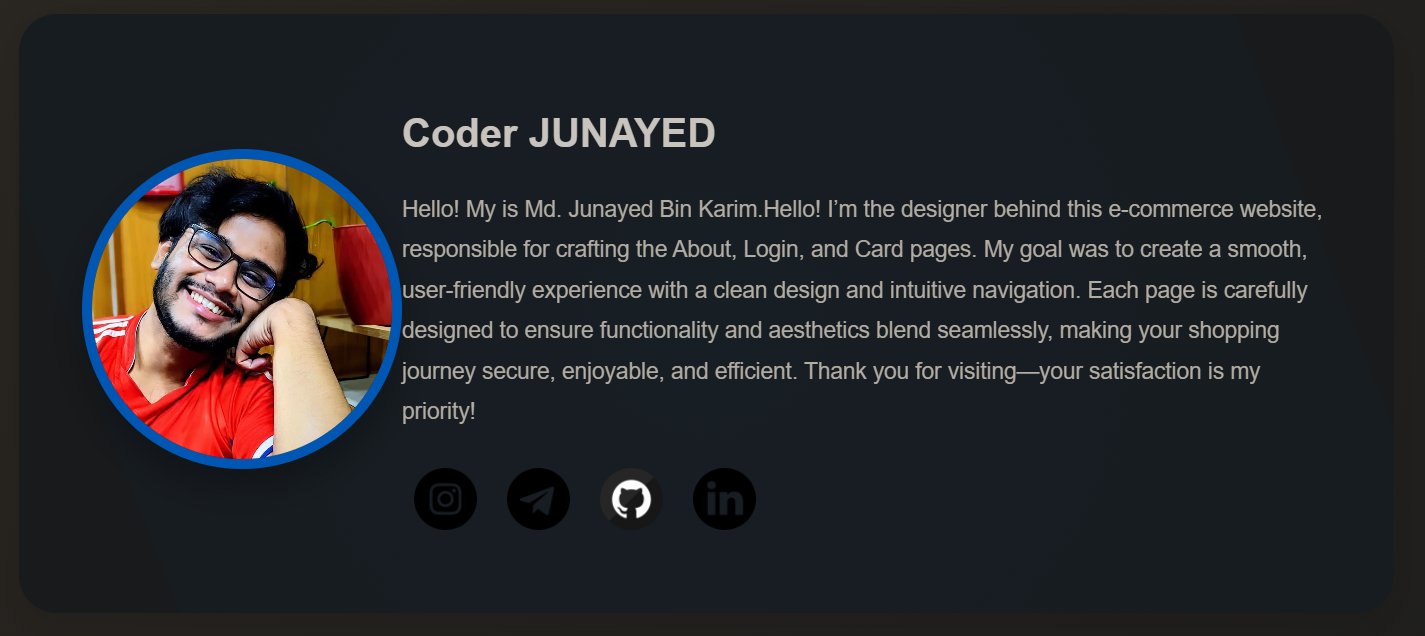 Coder JUNAYED
Hello! My is Md. Junayed Bin Karim.Hello! I’m the designer behind this e-commerce website,
responsible for crafting the About, Login, and Card pages. My goal was to create a smooth,
user-friendly experience with a clean design and intuitive navigation. Each page is carefully
designed to ensure functionality and aesthetics blend seamlessly, making your shopping
journey secure, enjoyable, and efficient. Thank you for visiting—your satisfaction is my
priority!
in